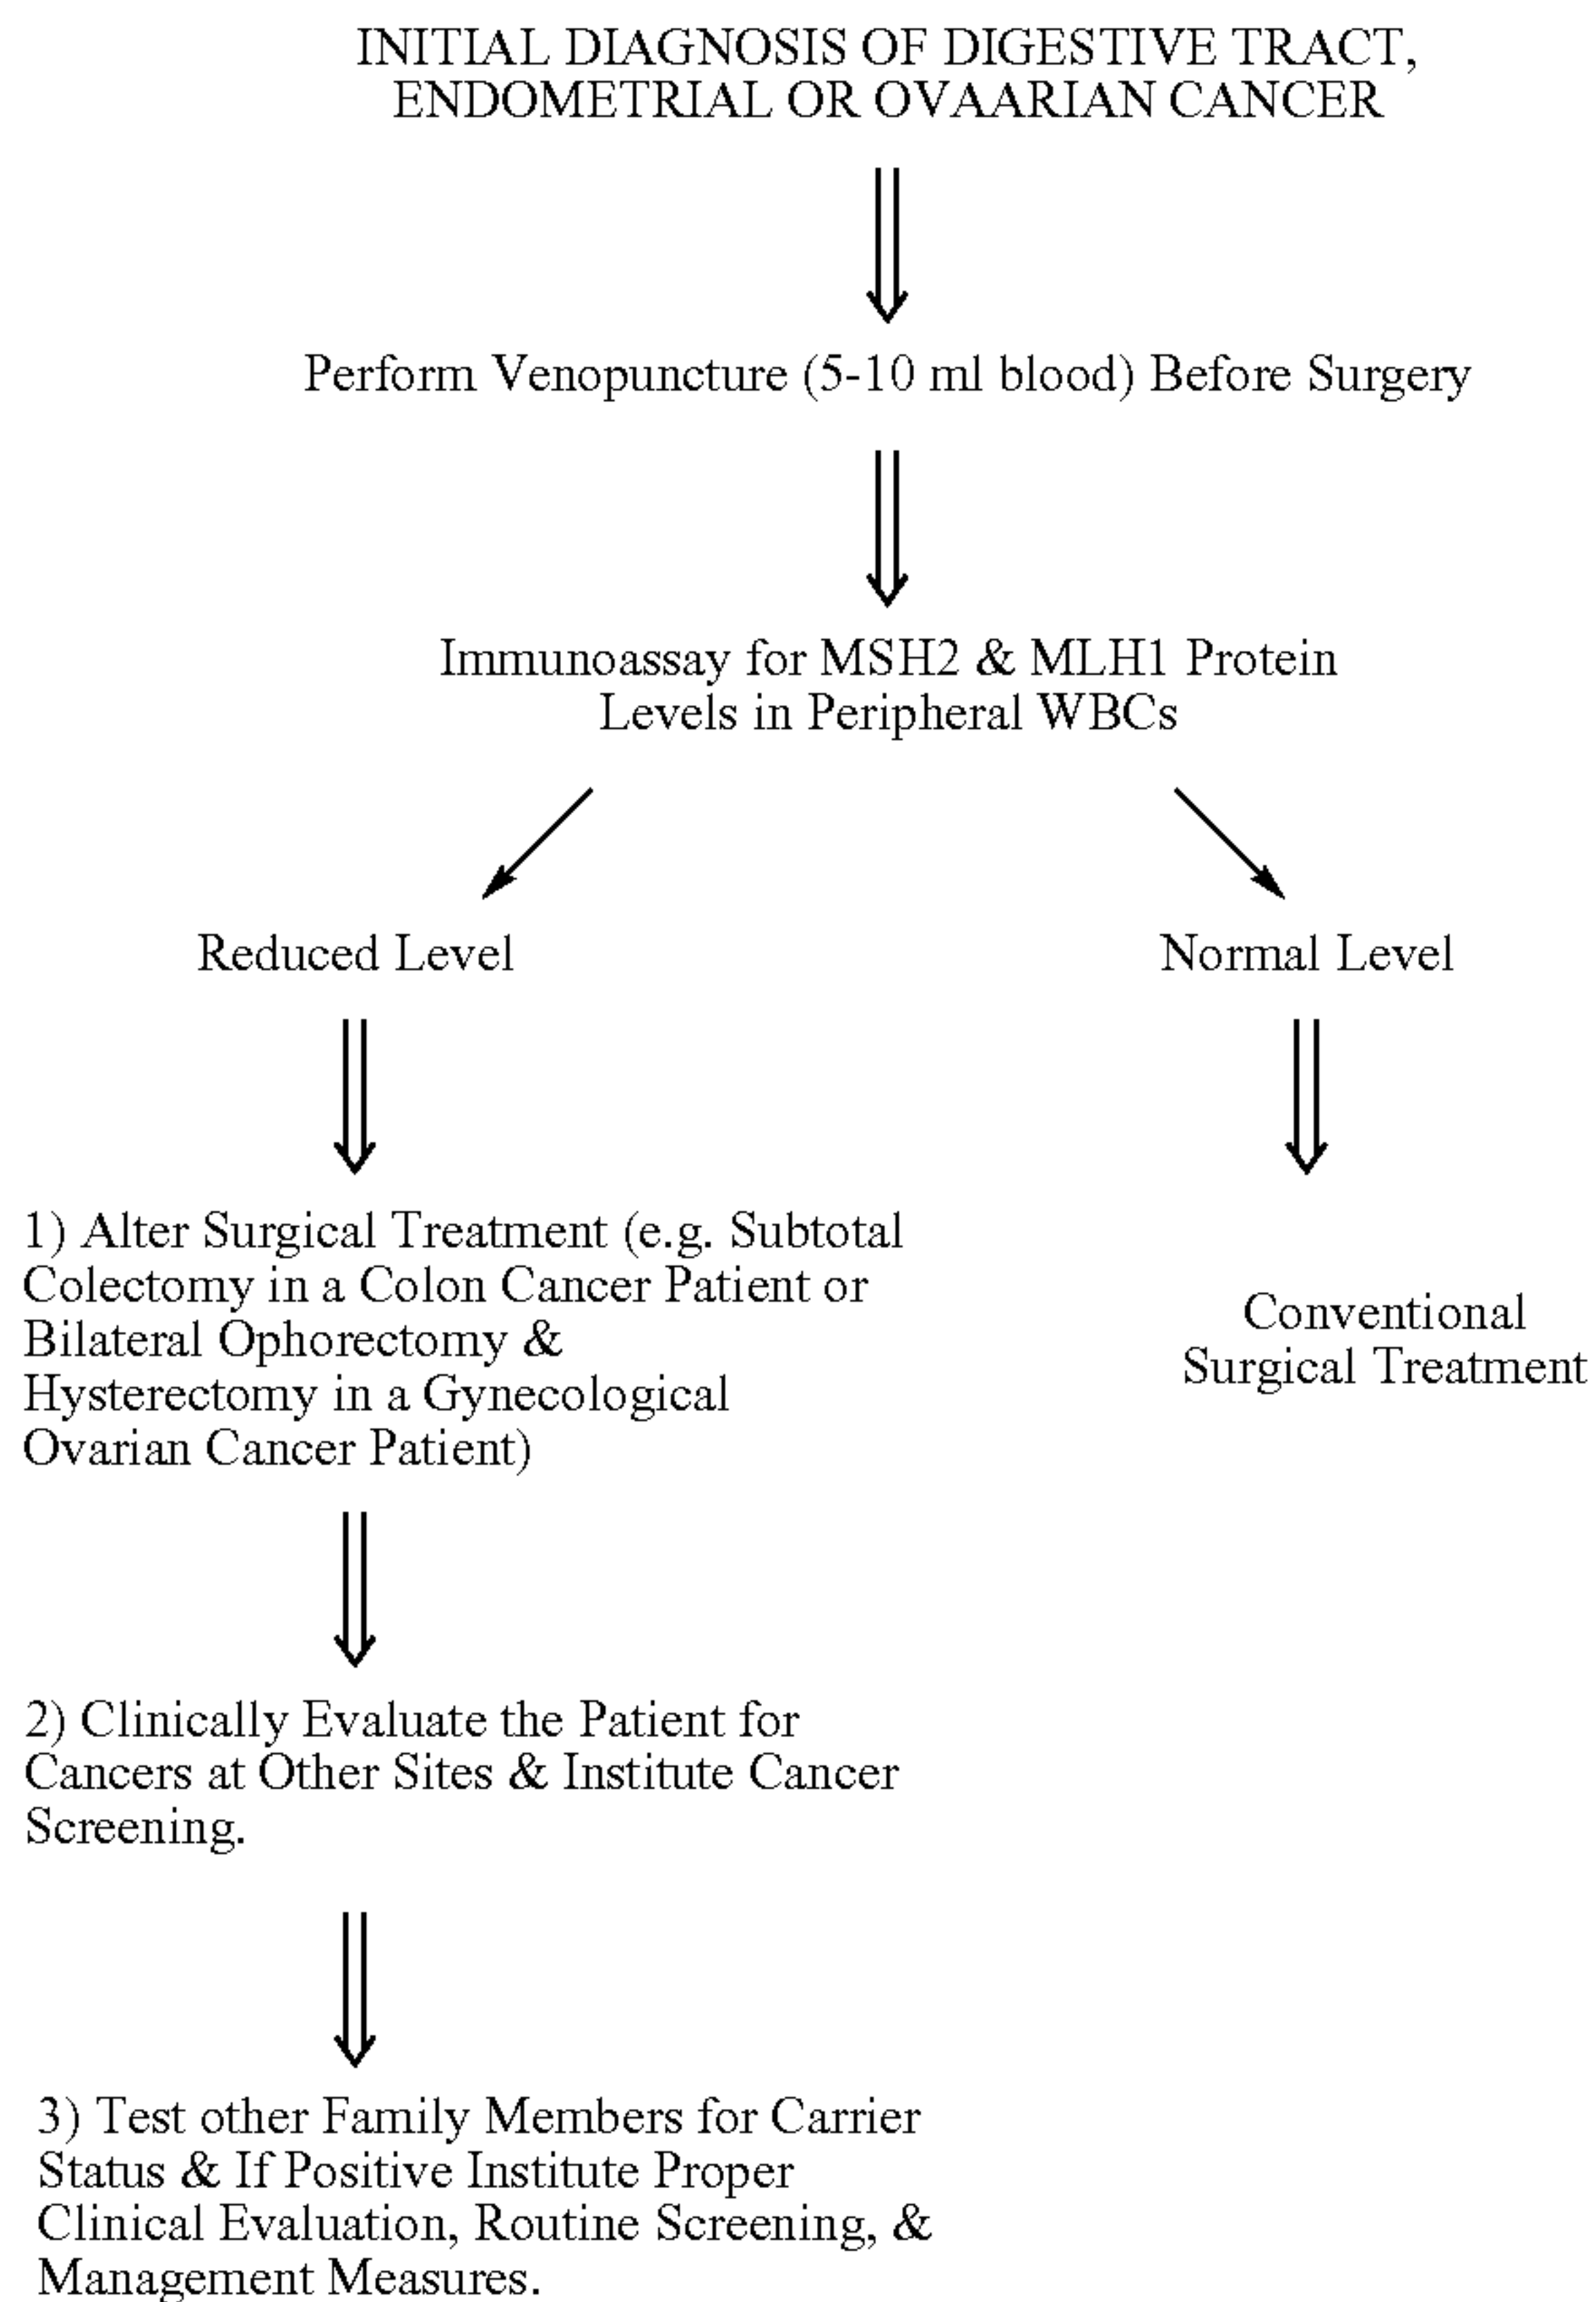 INITIAL DIAGNOSIS OF DIGESTIVE TRACT,
ENDOMETRIAL OR OVAARIAN CANCER
Perform Venopuncture (5-10 ml blood) Before Surgery
Immunoassay for MSH2 & MLH1 Protein
Levels in Peripheral WBCs
Reduced Level
Normal Level
1) Alter Surgical Treatment (e.g. Subtotal
Colectomy in a Colon Cancer Patient or
Bilateral Ophorectomy &
Hysterectomy in a Gynecological
Ovarian Cancer Patient)
Conventional
Surgical Treatment
2) Clinically Evaluate the Patient for
Cancers at Other Sites & Institute Cancer
Screening.
3) Test other Family Members for Carrier
Status & If Positive Institute Proper
Clinical Evaluation, Routine Screening, &
Management Measures.